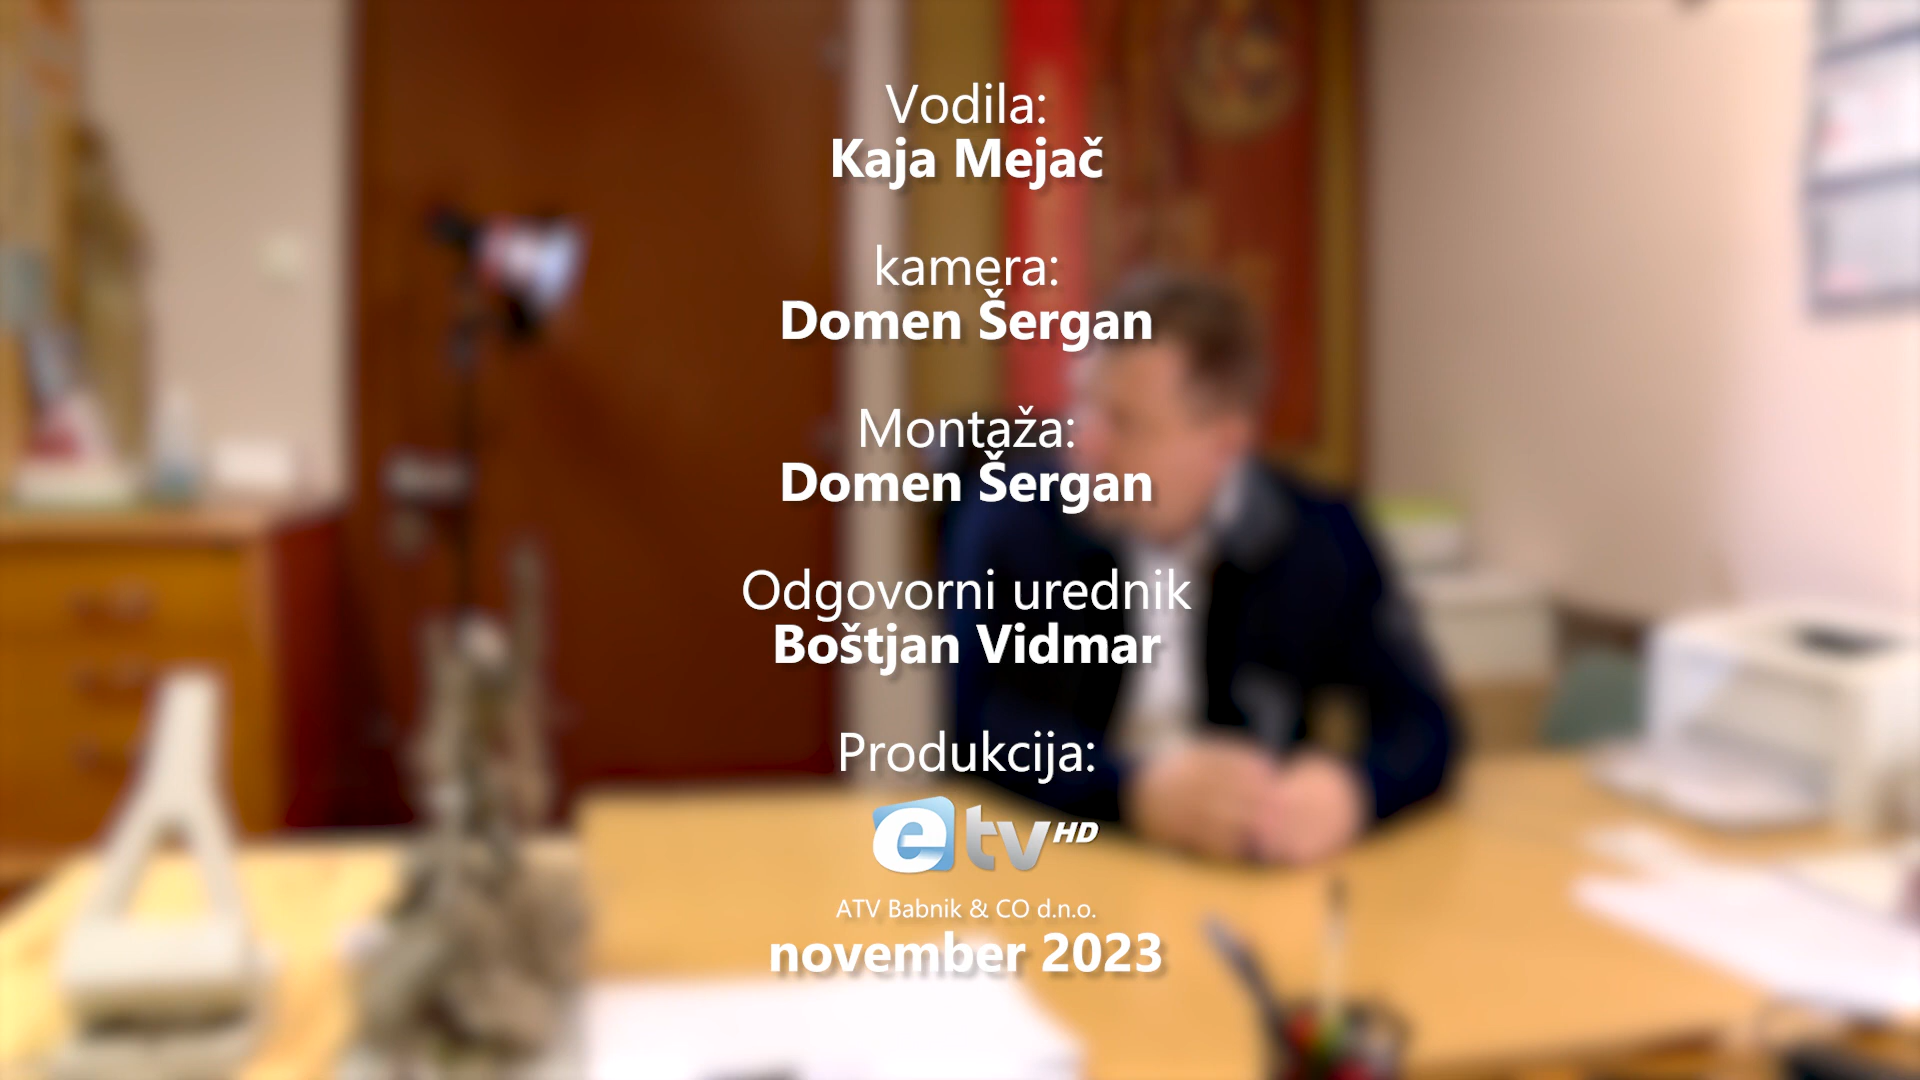 Vodila:
Kaja Mejač
kamera:
Domen Šergan
Montaža:
Domen Šergan
Odgovorni urednik
Boštjan Vidmar
Produkcija:
etv HD
ATV Babnik & CO d.n.o.
november 2023